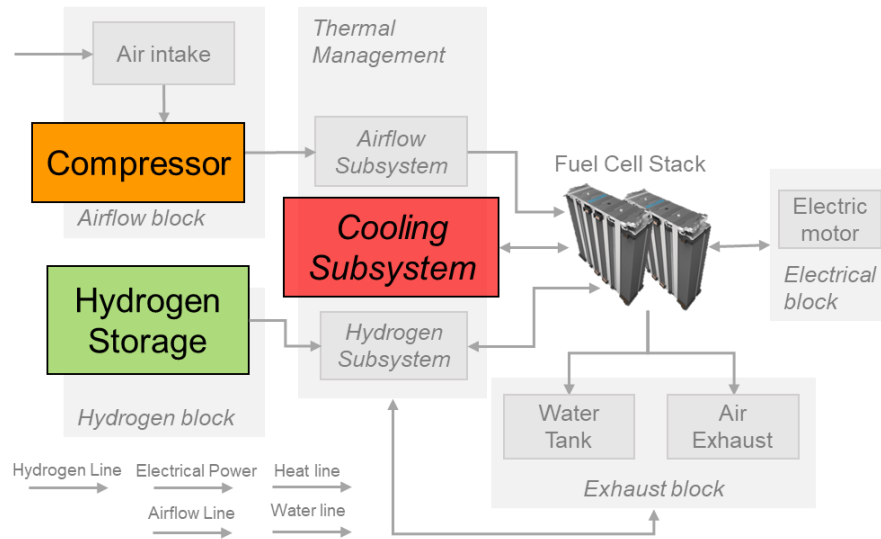 Air intake
Compressor
Airflow block
Hydrogen
Storage
Hydrogen block
Thermal
Management
Airflow
Subsystem
Cooling
Subsystem
Hydrogen
Subsystem
Fuel Cell Stack
Electric
motor
Electrical
block
Water
Tank
Air
Exhaust
Exhaust block
Hydrogen Line
Electrical Power
Heat line
Airflow Line
Water line